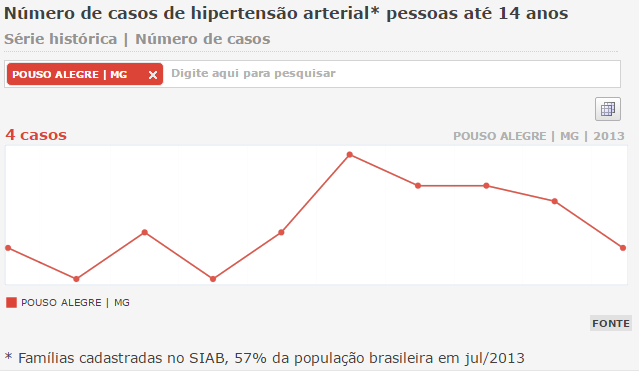 Número de casos de hipertensão arterial* pessoas até 14 anos
Série histórica | Número de casos
POUSO ALEGRE | MG × Digite aqui para pesquisar
4 casos POUSO ALEGRE | MG | 2013
POUSO ALEGRE | MG
FONTE
* Famílias cadastradas no SIAB, 57% da população brasileira em jul/2013